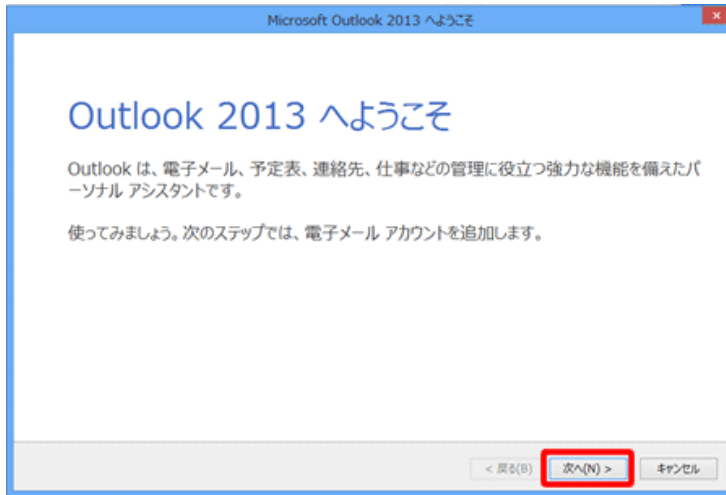 Microsoft Outlook 2013 へようこそ
Outlook 2013 へようこそ
Outlook は、電子メール、予定表、連絡先、仕事などの管理に役立つ強力な機能を備えたパ
ーソナル アシスタントです。
使ってみましょう。次のステップでは、電子メール アカウントを追加します。
< 戻る(B) 次へ(N) > キャンセル